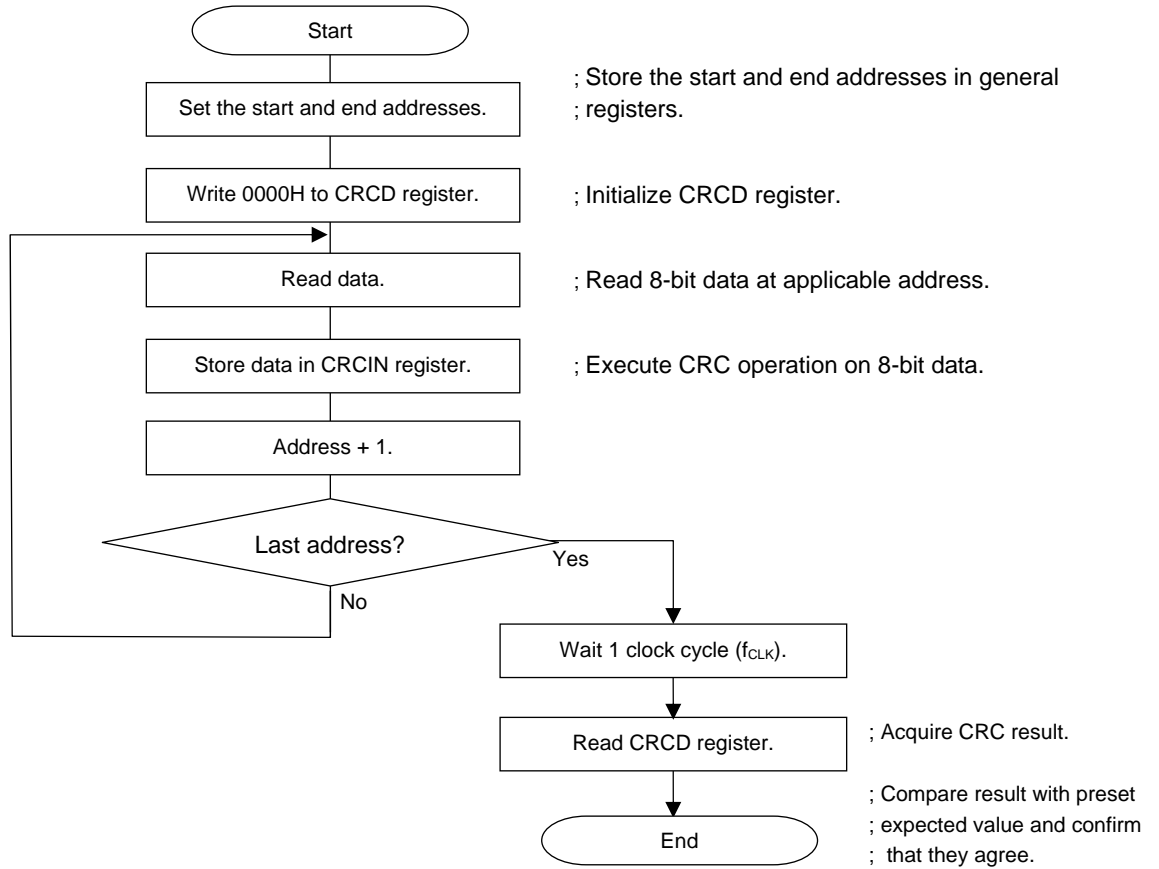 Start
Set the start and end addresses.
; Store the start and end addresses in general
; registers.
Write 0000H to CRCD register.
; Initialize CRCD register.
Read data.
; Read 8-bit data at applicable address.
Store data in CRCIN register.
; Execute CRC operation on 8-bit data.
Address + 1.
Last address?
Yes
No
Wait 1 clock cycle (fCLK).
Read CRCD register.
; Acquire CRC result.
End
; Compare result with preset
; expected value and confirm
; that they agree.